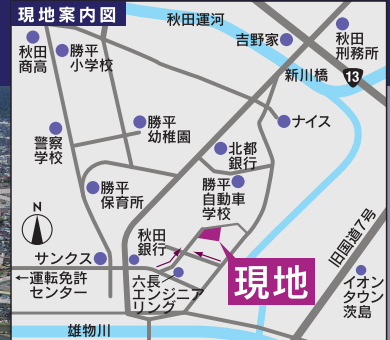 現地案内図
秋田運河
秋田
商高
勝平
小学校
吉野家
秋田
刑務所
新川橋
13
警察
学校
勝平
幼稚園
ナイス
北都
銀行
勝平
保育所
勝平
自動車
学校
N
秋田
銀行
サンクス
←運転免許
センター
六長
エンジニア
リング
現地
旧国道7号
イオン
タウン
茨島
雄物川